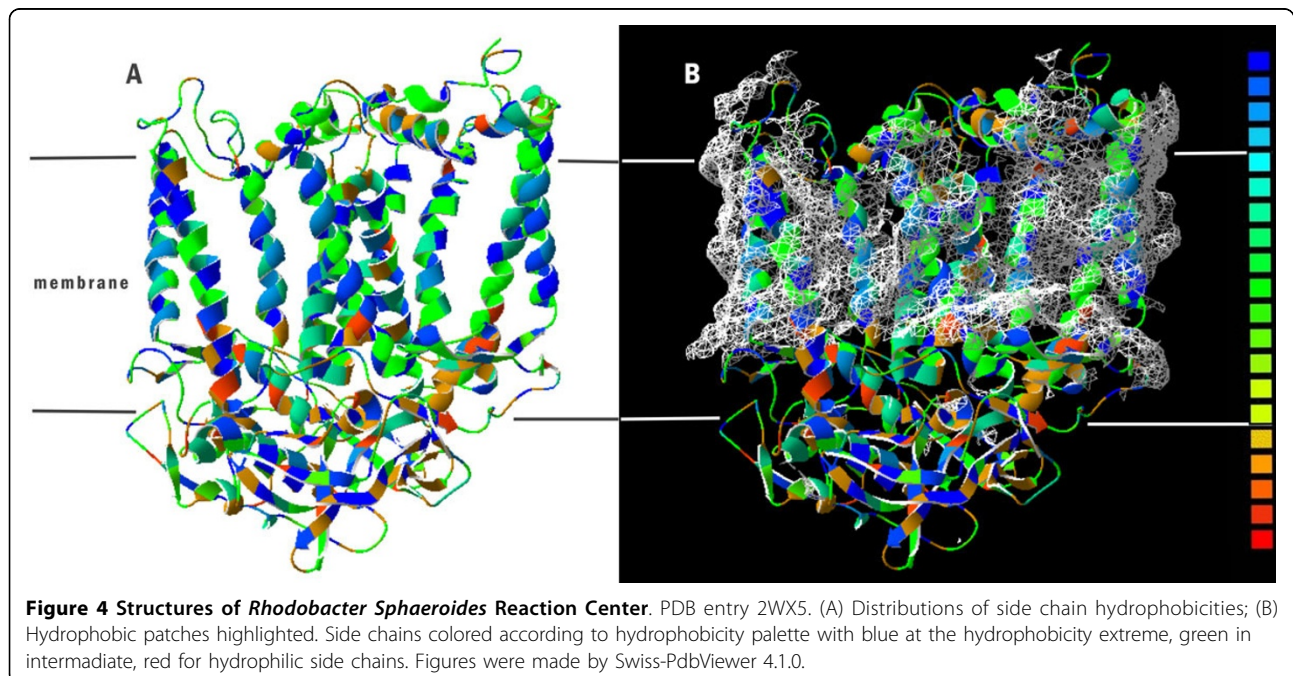 A
B
membrane
Figure 4 Structures of Rhodobacter Sphaeroides Reaction Center. PDB entry 2WX5. (A) Distributions of side chain hydrophobicities; (B)
Hydrophobic patches highlighted. Side chains colored according to hydrophobicity palette with blue at the hydrophobicity extreme, green in
intermadiate, red for hydrophilic side chains. Figures were made by Swiss-PdbViewer 4.1.0.